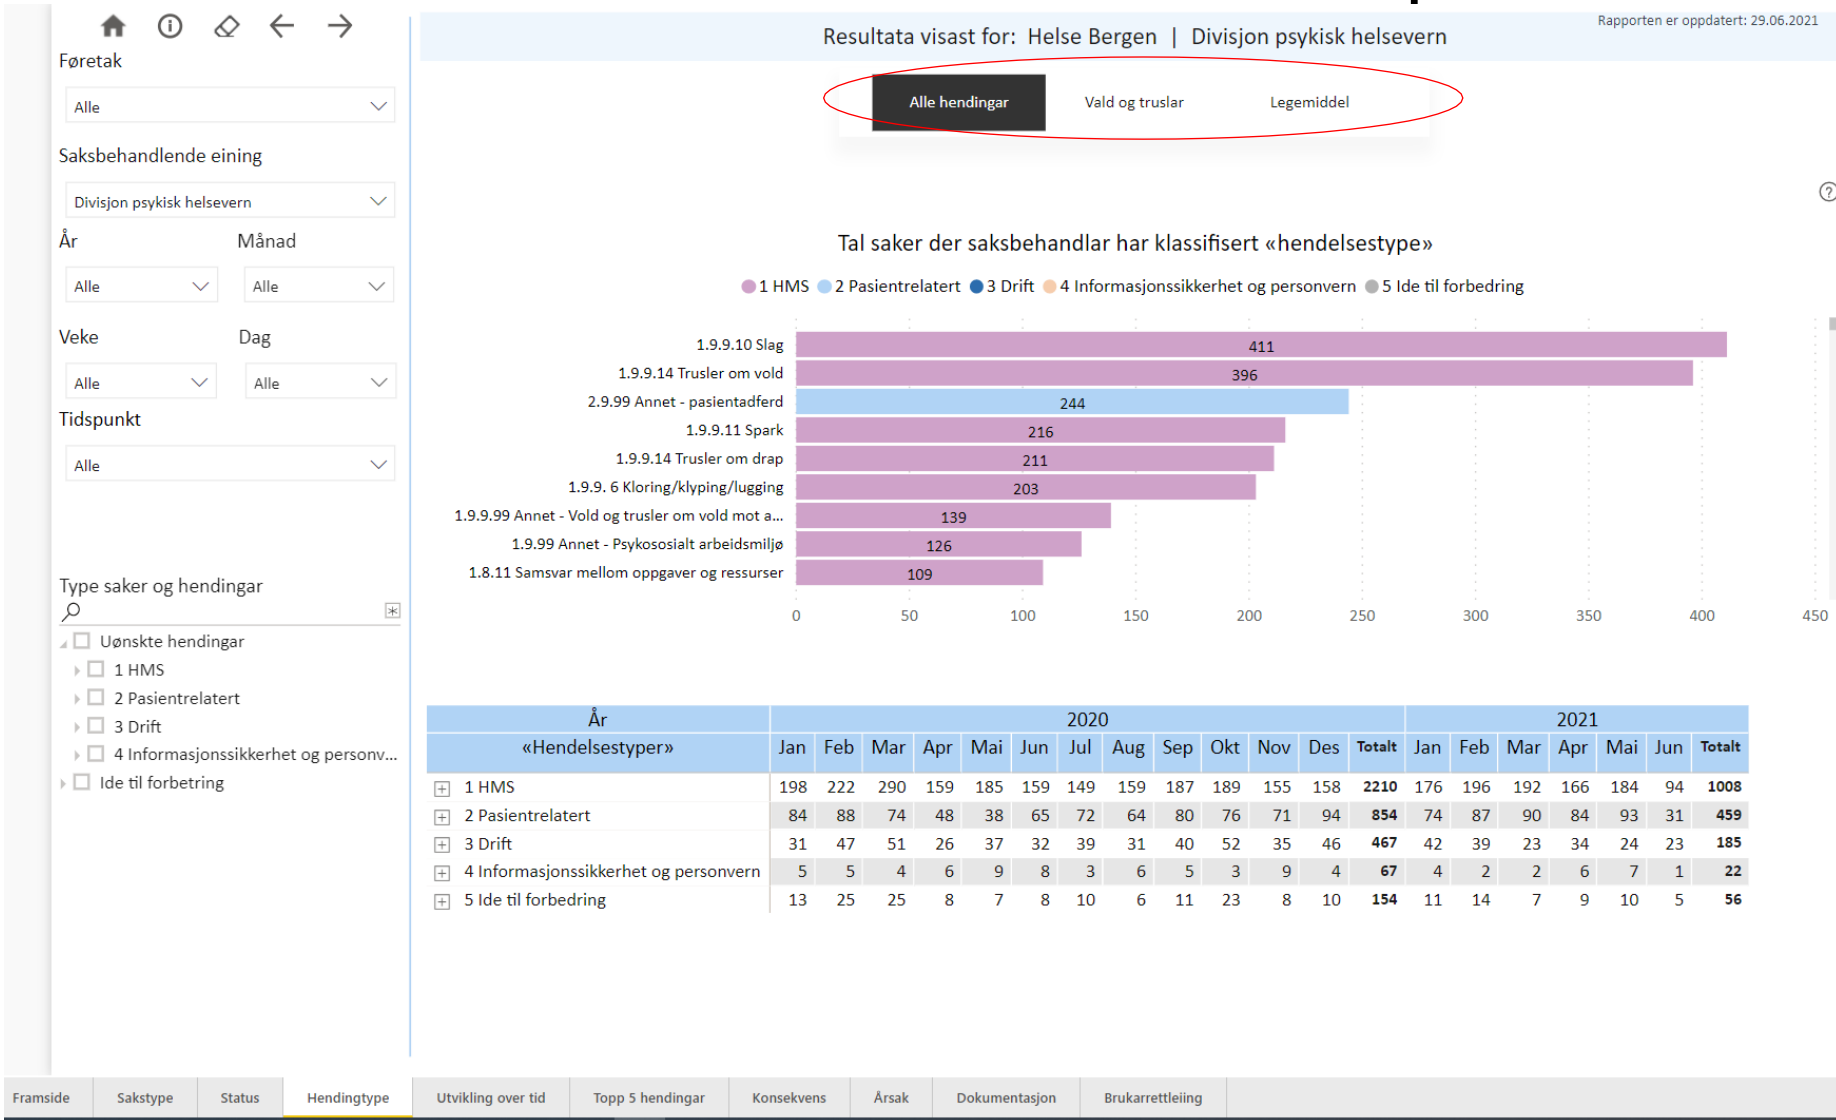 Rapporten er oppdatert: 29.06.2021
Resultata visast for: Helse Bergen | Divisjon psykisk helsevern
Alle hendingar Vald og truslar Legemiddel
Føretak
Alle
Saksbehandlende eining
Divisjon psykisk helsevern
År Månad
Alle Alle
Veke Dag
Alle Alle
Tidspunkt
Alle
Type saker og hendingar
Uønskte hendingar
1 HMS
2 Pasientrelatert
3 Drift
4 Informasjonssikkerhet og personv...
Ide til forbetring
?
Tal saker der saksbehandlar har klassifisert «hendelsestype»
1 HMS 2 Pasientrelatert 3 Drift 4 Informasjonssikkerhet og personvern 5 Ide til forbedring
1.9.9.10 Slag 411
1.9.9.14 Trusler om vold 396
2.9.99 Annet - pasientadferd 244
1.9.9.11 Spark 216
1.9.9.14 Trusler om drap 211
1.9.9. 6 Kloring/klyping/lugging 203
1.9.9.99 Annet - Vold og trusler om vold mot a... 139
1.9.99 Annet - Psykososialt arbeidsmiljø 126
1.8.11 Samsvar mellom oppgaver og ressurser 109
0 50 100 150 200 250 300 350 400 450
År 2020 2021
«Hendelsestyper» Jan Feb Mar Apr Mai Jun Jul Aug Sep Okt Nov Des Totalt Jan Feb Mar Apr Mai Jun Totalt
1 HMS 198 222 290 159 185 159 149 159 187 189 155 158 2210 176 196 192 166 184 94 1008
2 Pasientrelatert 84 88 74 48 38 65 72 64 80 76 71 94 854 74 87 90 84 93 31 459
3 Drift 31 47 51 26 37 32 39 31 40 52 35 46 467 42 39 23 34 24 23 185
4 Informasjonssikkerhet og personvern 5 5 4 6 9 8 3 6 5 3 9 4 67 4 2 2 6 7 1 22
5 Ide til forbedring 13 25 25 8 7 8 10 6 11 23 8 10 154 11 14 7 9 10 5 56
Framside Sakstype Status Hendingtype Utvikling over tid Topp 5 hendingar Konsekvens Årsak Dokumentasjon Brukarrettleiing